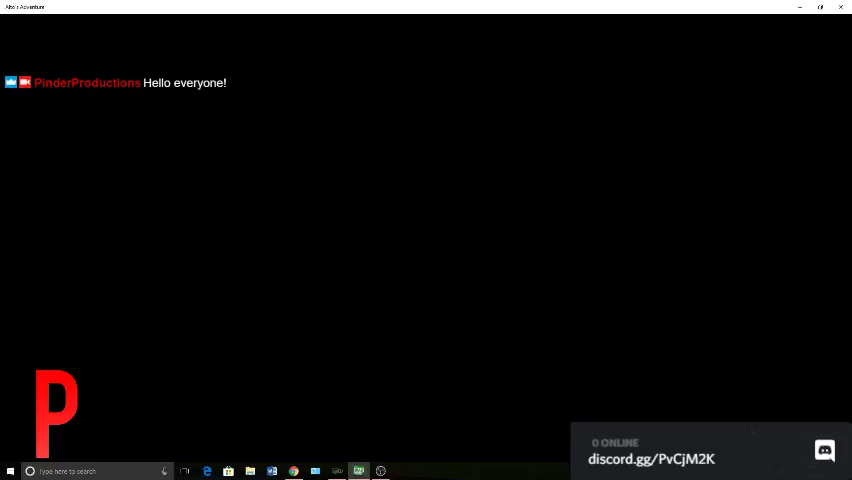 Alto's Adventure
PinderProductions Hello everyone!
P
0 ONLINE
discord.gg/PvCjM2K
Type here to search